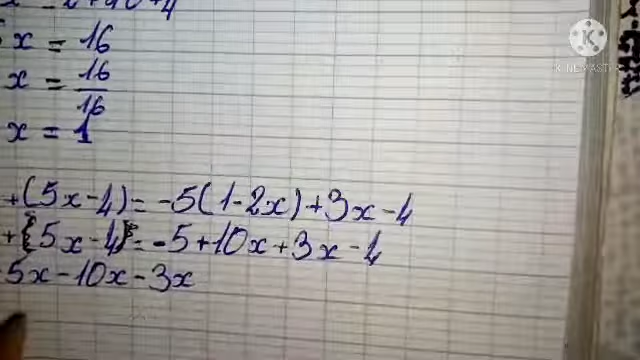 x = 16
x = 16/16
x = 1
+(5x-4) = -5(1-2x)+3x-4
+{5x-4} = -5+10x+3x-4
5x-10x-3x
K
KINEMASTER